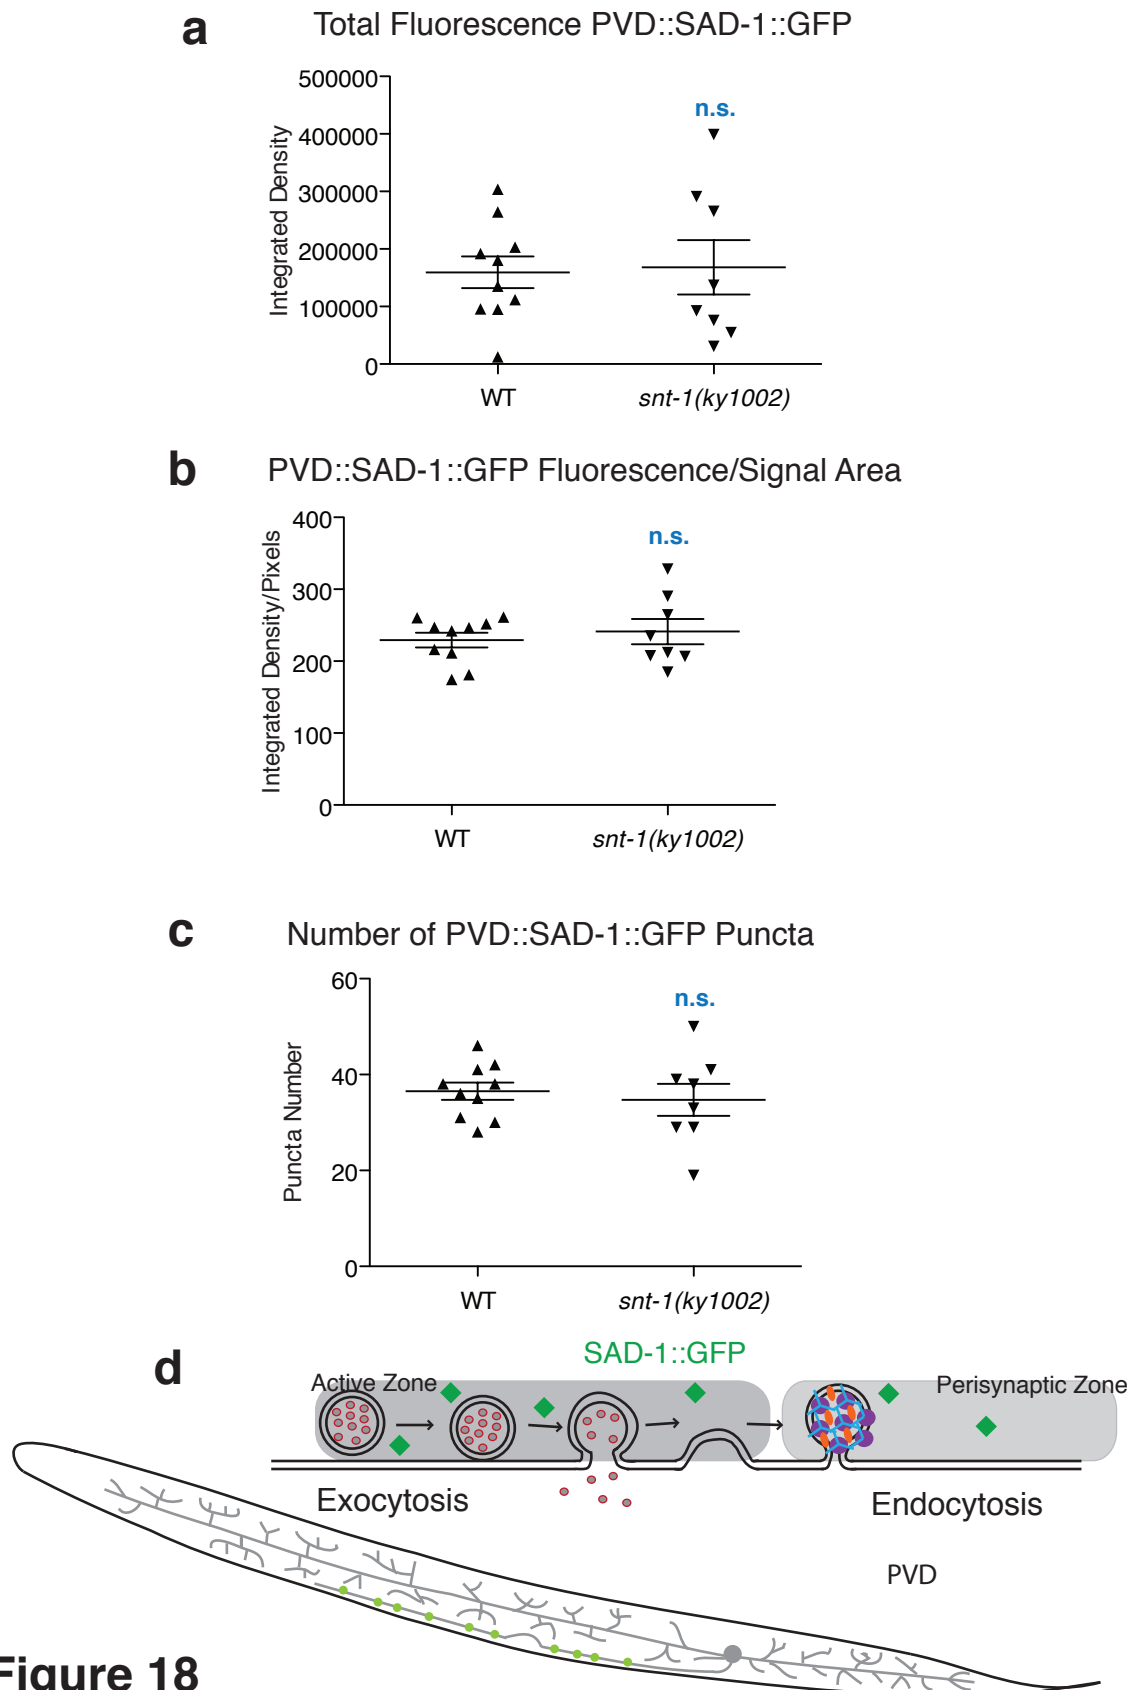 a
Total Fluorescence PVD::SAD-1::GFP
500000
400000
300000
200000
100000
0
Integrated Density
n.s.
WT
snt-1(ky1002)
b
PVD::SAD-1::GFP Fluorescence/Signal Area
400
300
200
100
0
Integrated Density/Pixels
n.s.
WT
snt-1(ky1002)
c
Number of PVD::SAD-1::GFP Puncta
60
40
20
0
Puncta Number
n.s.
WT
snt-1(ky1002)
d
SAD-1::GFP
Active Zone
Perisynaptic Zone
Exocytosis
Endocytosis
PVD
Figure 18